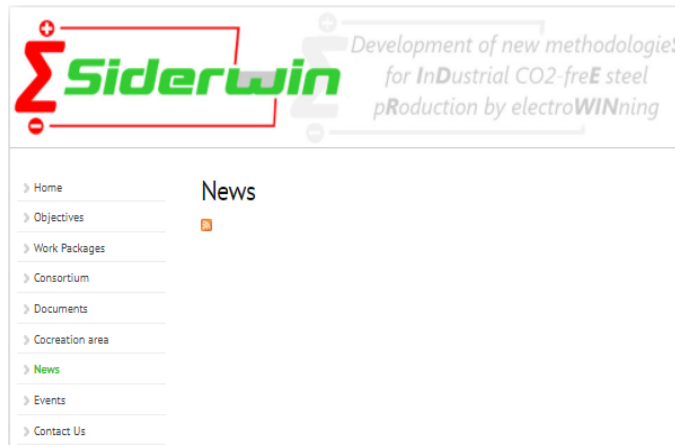 Siderwin
Development of new methodologieS
for InDustrial CO2-freE steel
pRoduction by electroWINning
Home
Objectives
Work Packages
Consortium
Documents
Cocreation area
News
Events
Contact Us
News